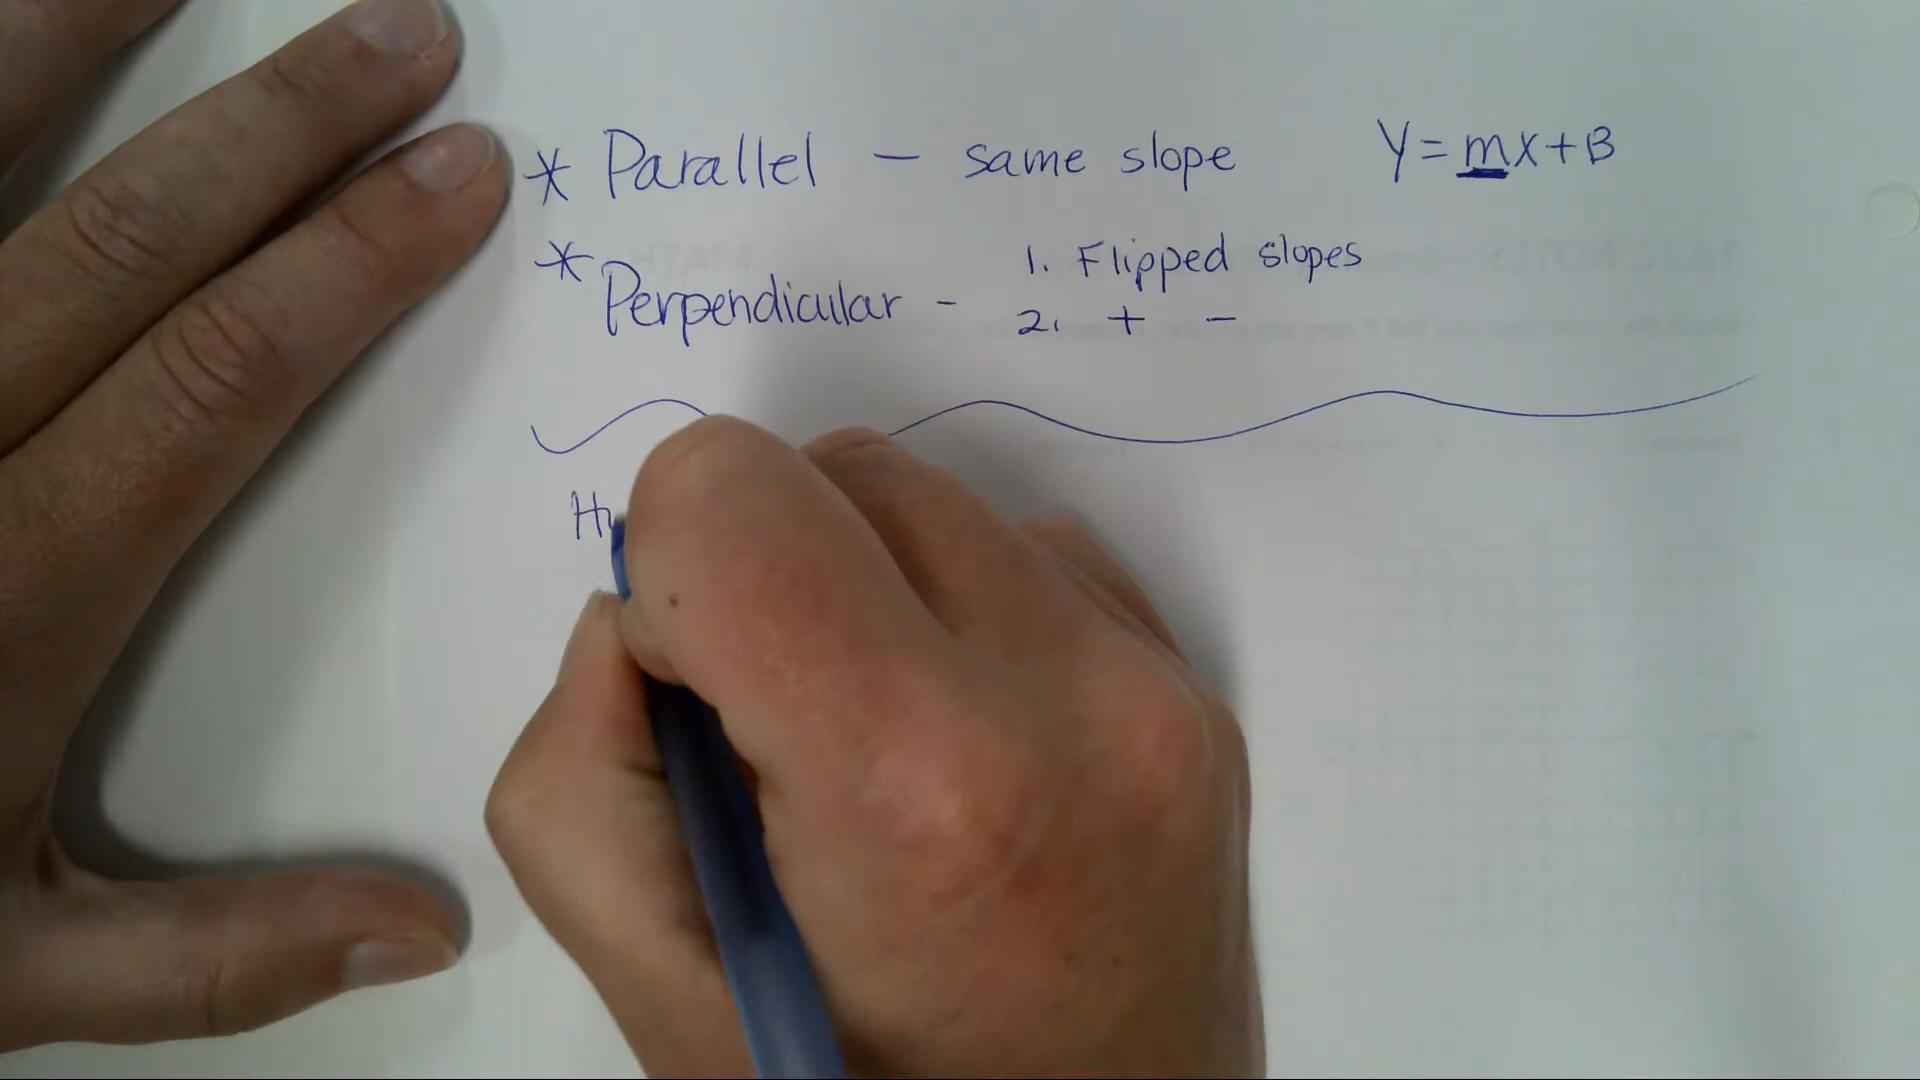 * Parallel — same slope Y=mx+B
* Perpendicular - 1. Flipped slopes
2. + −